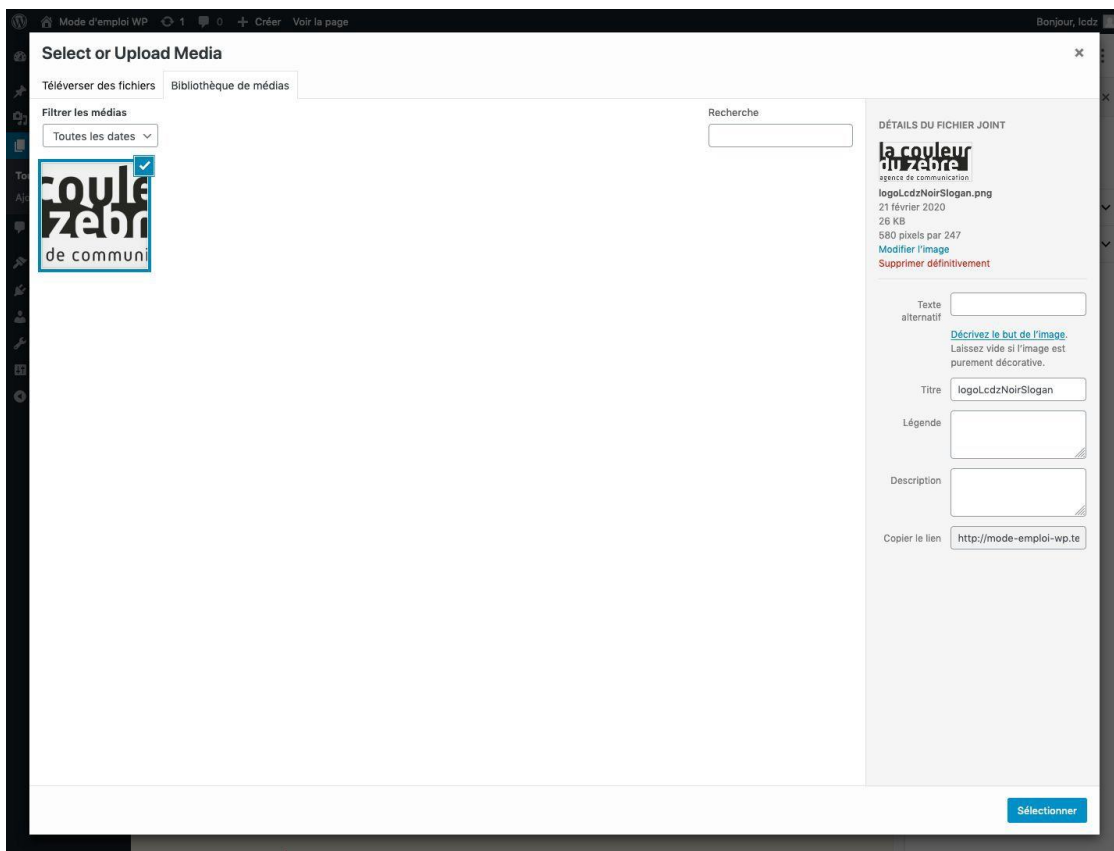 Mode d'emploi WP 1 0 + Créer Voir la page Bonjour, lcdz
Select or Upload Media
Téléverser des fichiers Bibliothèque de médias
Filtrer les médias
Toutes les dates
Recherche
coule
zébr
de communi
DÉTAILS DU FICHIER JOINT
la couleur
du zèbre
agence de communication
logoLcdzNoirSlogan.png
21 février 2020
26 KB
580 pixels par 247
Modifier l'image
Supprimer définitivement
Texte
alternatif
Décrivez le but de l'image.
Laissez vide si l'image est
purement décorative.
Titre logoLcdzNoirSlogan
Légende
Description
Copier le lien http://mode-emploi-wp.te
Sélectionner